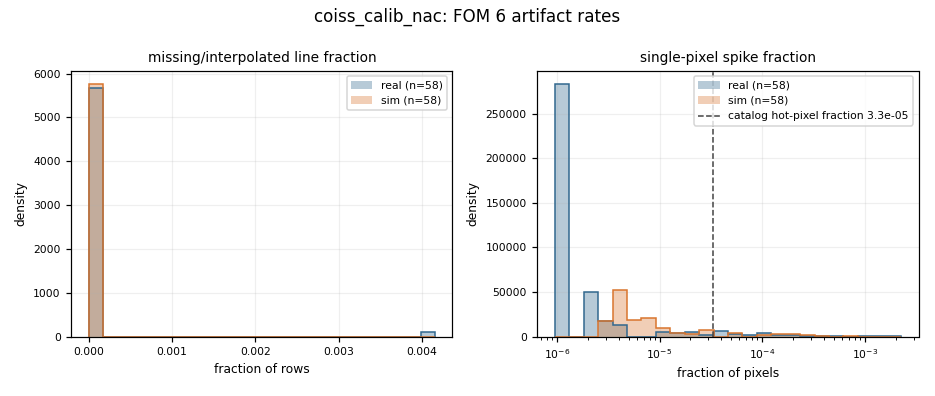 coiss_calib_nac: FOM 6 artifact rates
missing/interpolated line fraction
real (n=58)
sim (n=58)
density
6000
5000
4000
3000
2000
1000
0
0.000 0.001 0.002 0.003 0.004
fraction of rows
single-pixel spike fraction
real (n=58)
sim (n=58)
catalog hot-pixel fraction 3.3e-05
density
250000
200000
150000
100000
50000
0
10⁻⁶ 10⁻⁵ 10⁻⁴ 10⁻³
fraction of pixels